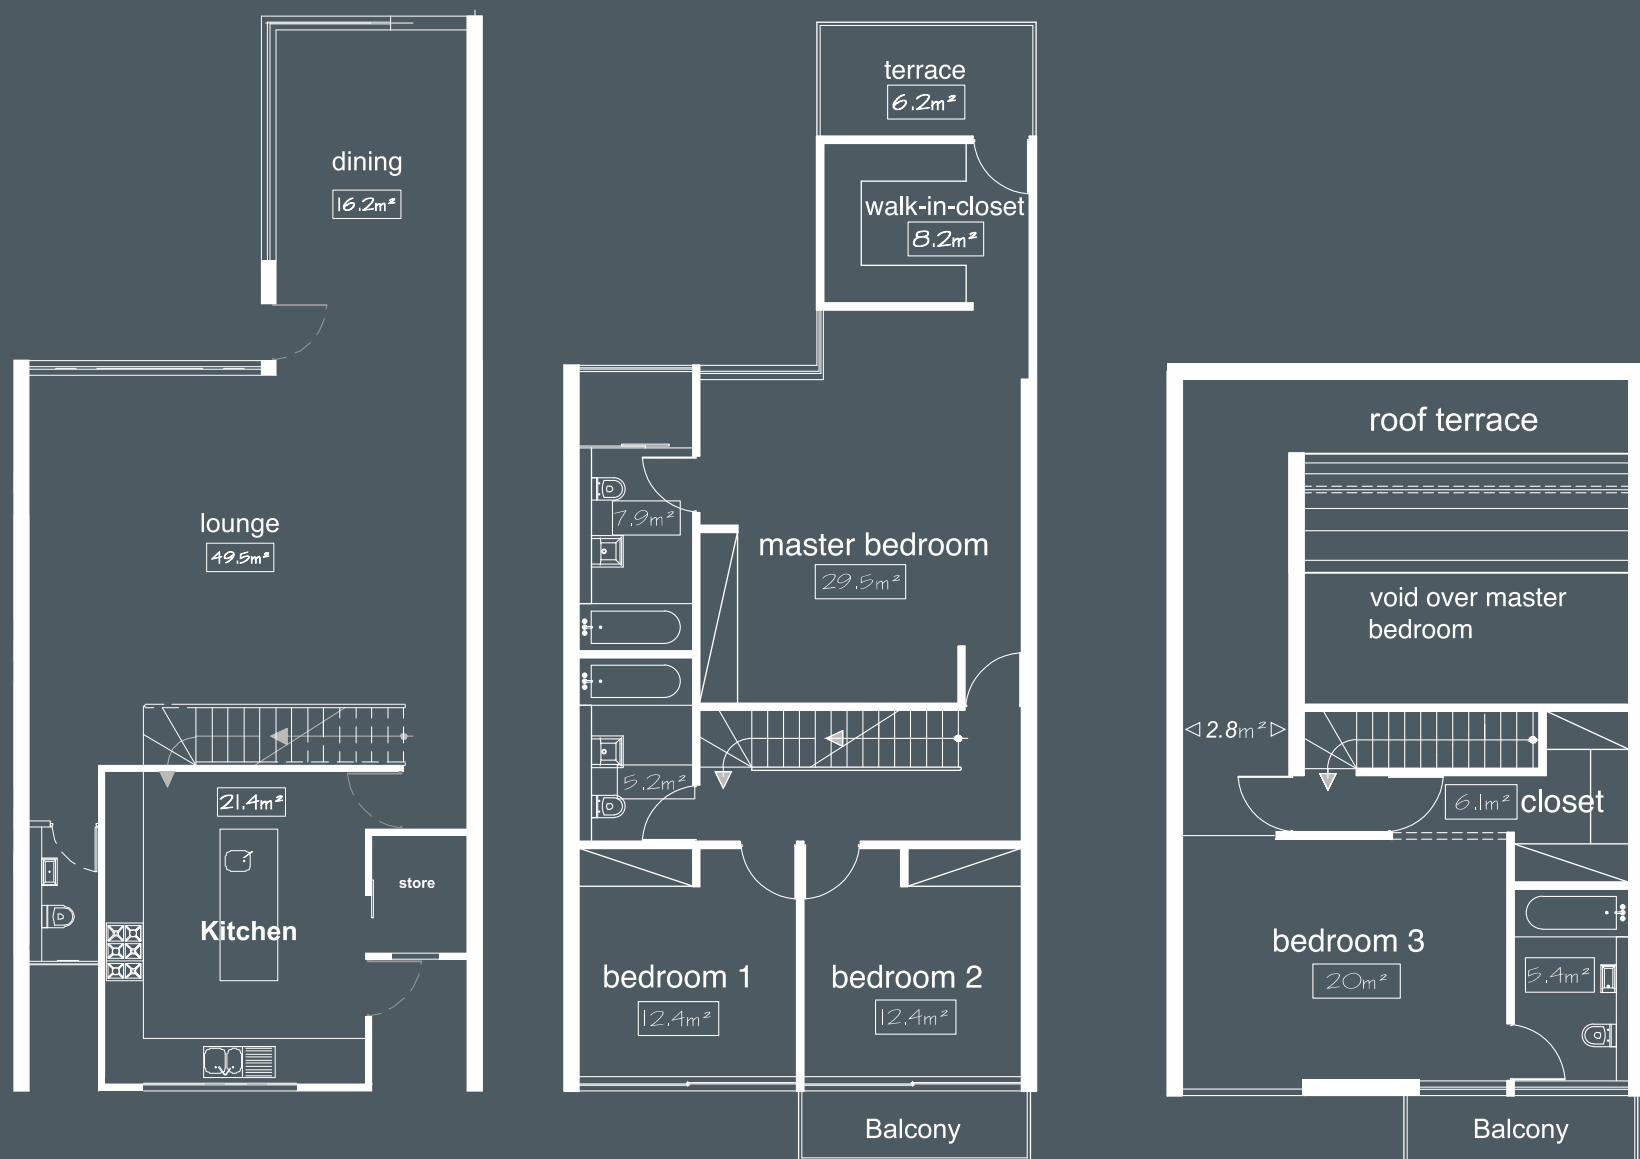 dining
16.2m²
lounge
49.5m²
21.4m²
store
Kitchen
terrace
6.2m²
walk-in-closet
8.2m²
7.9m²
master bedroom
29.5m²
5.2m²
bedroom 1
12.4m²
bedroom 2
12.4m²
Balcony
roof terrace
void over master
bedroom
2.8m²
6.1m² closet
bedroom 3
20m²
5.4m²
Balcony